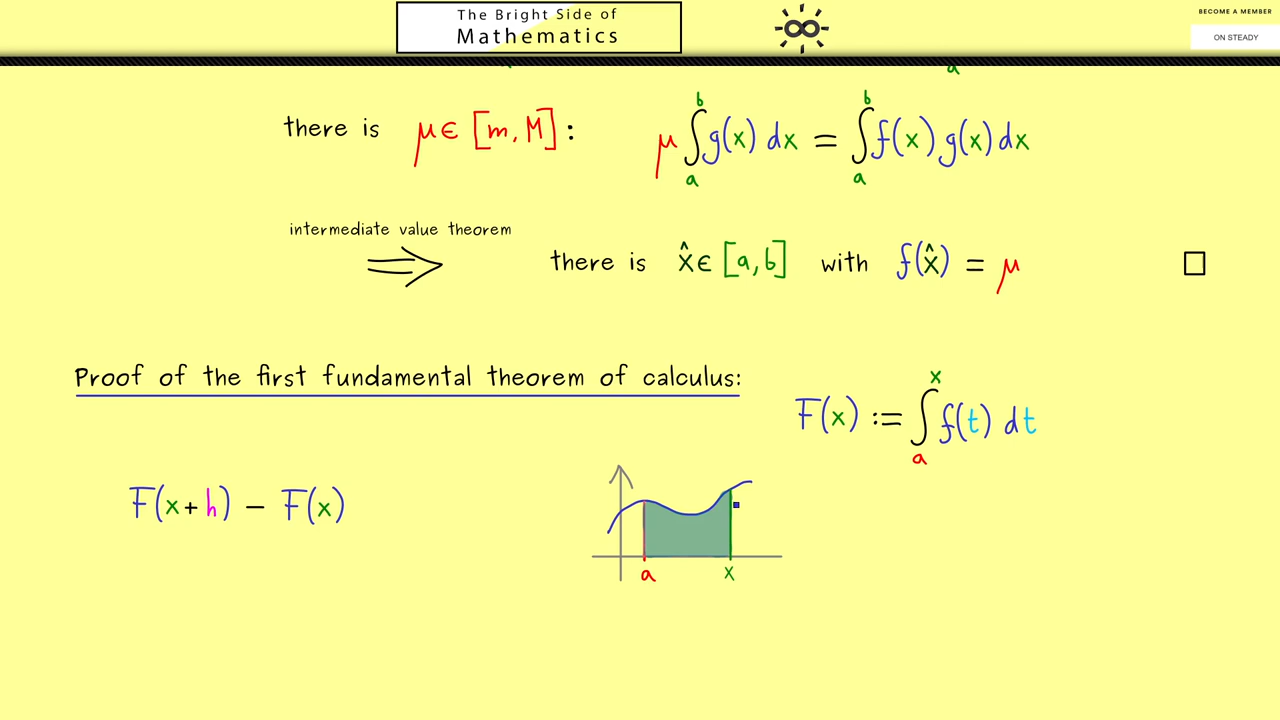 The Bright Side of
Mathematics
BECOME A MEMBER
ON STEADY
a
there is μ ∈ [m, M] : μ ∫_a^b g(x) dx = ∫_a^b f(x) g(x) dx
intermediate value theorem
⟹ there is x̂ ∈ [a, b] with f(x̂) = μ □
Proof of the first fundamental theorem of calculus:
F(x) := ∫_a^x f(t) dt
F(x+h) − F(x)
a x